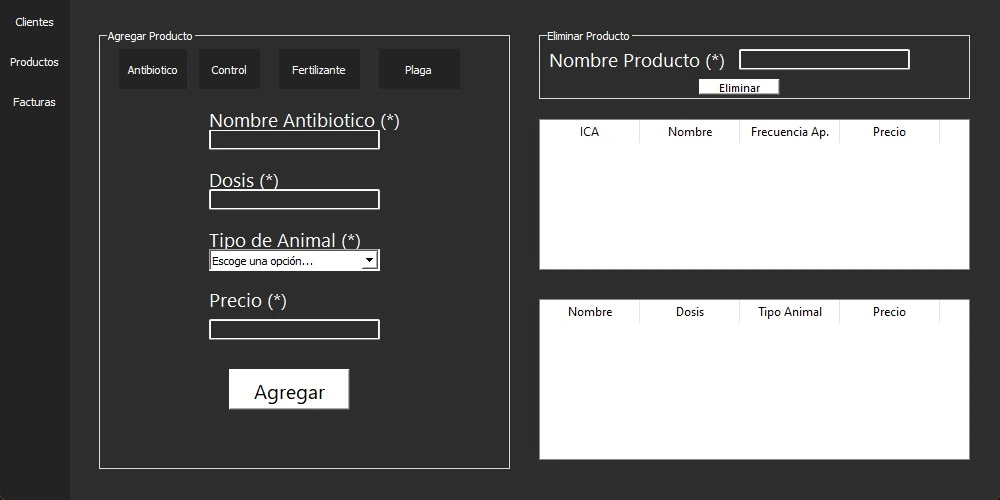 Clientes
Productos
Facturas
Agregar Producto
Antibiotico Control Fertilizante Plaga
Nombre Antibiotico (*)
Dosis (*)
Tipo de Animal (*)
Escoge una opción...
Precio (*)
Agregar
Eliminar Producto
Nombre Producto (*)
Eliminar
ICA Nombre Frecuencia Ap. Precio
Nombre Dosis Tipo Animal Precio